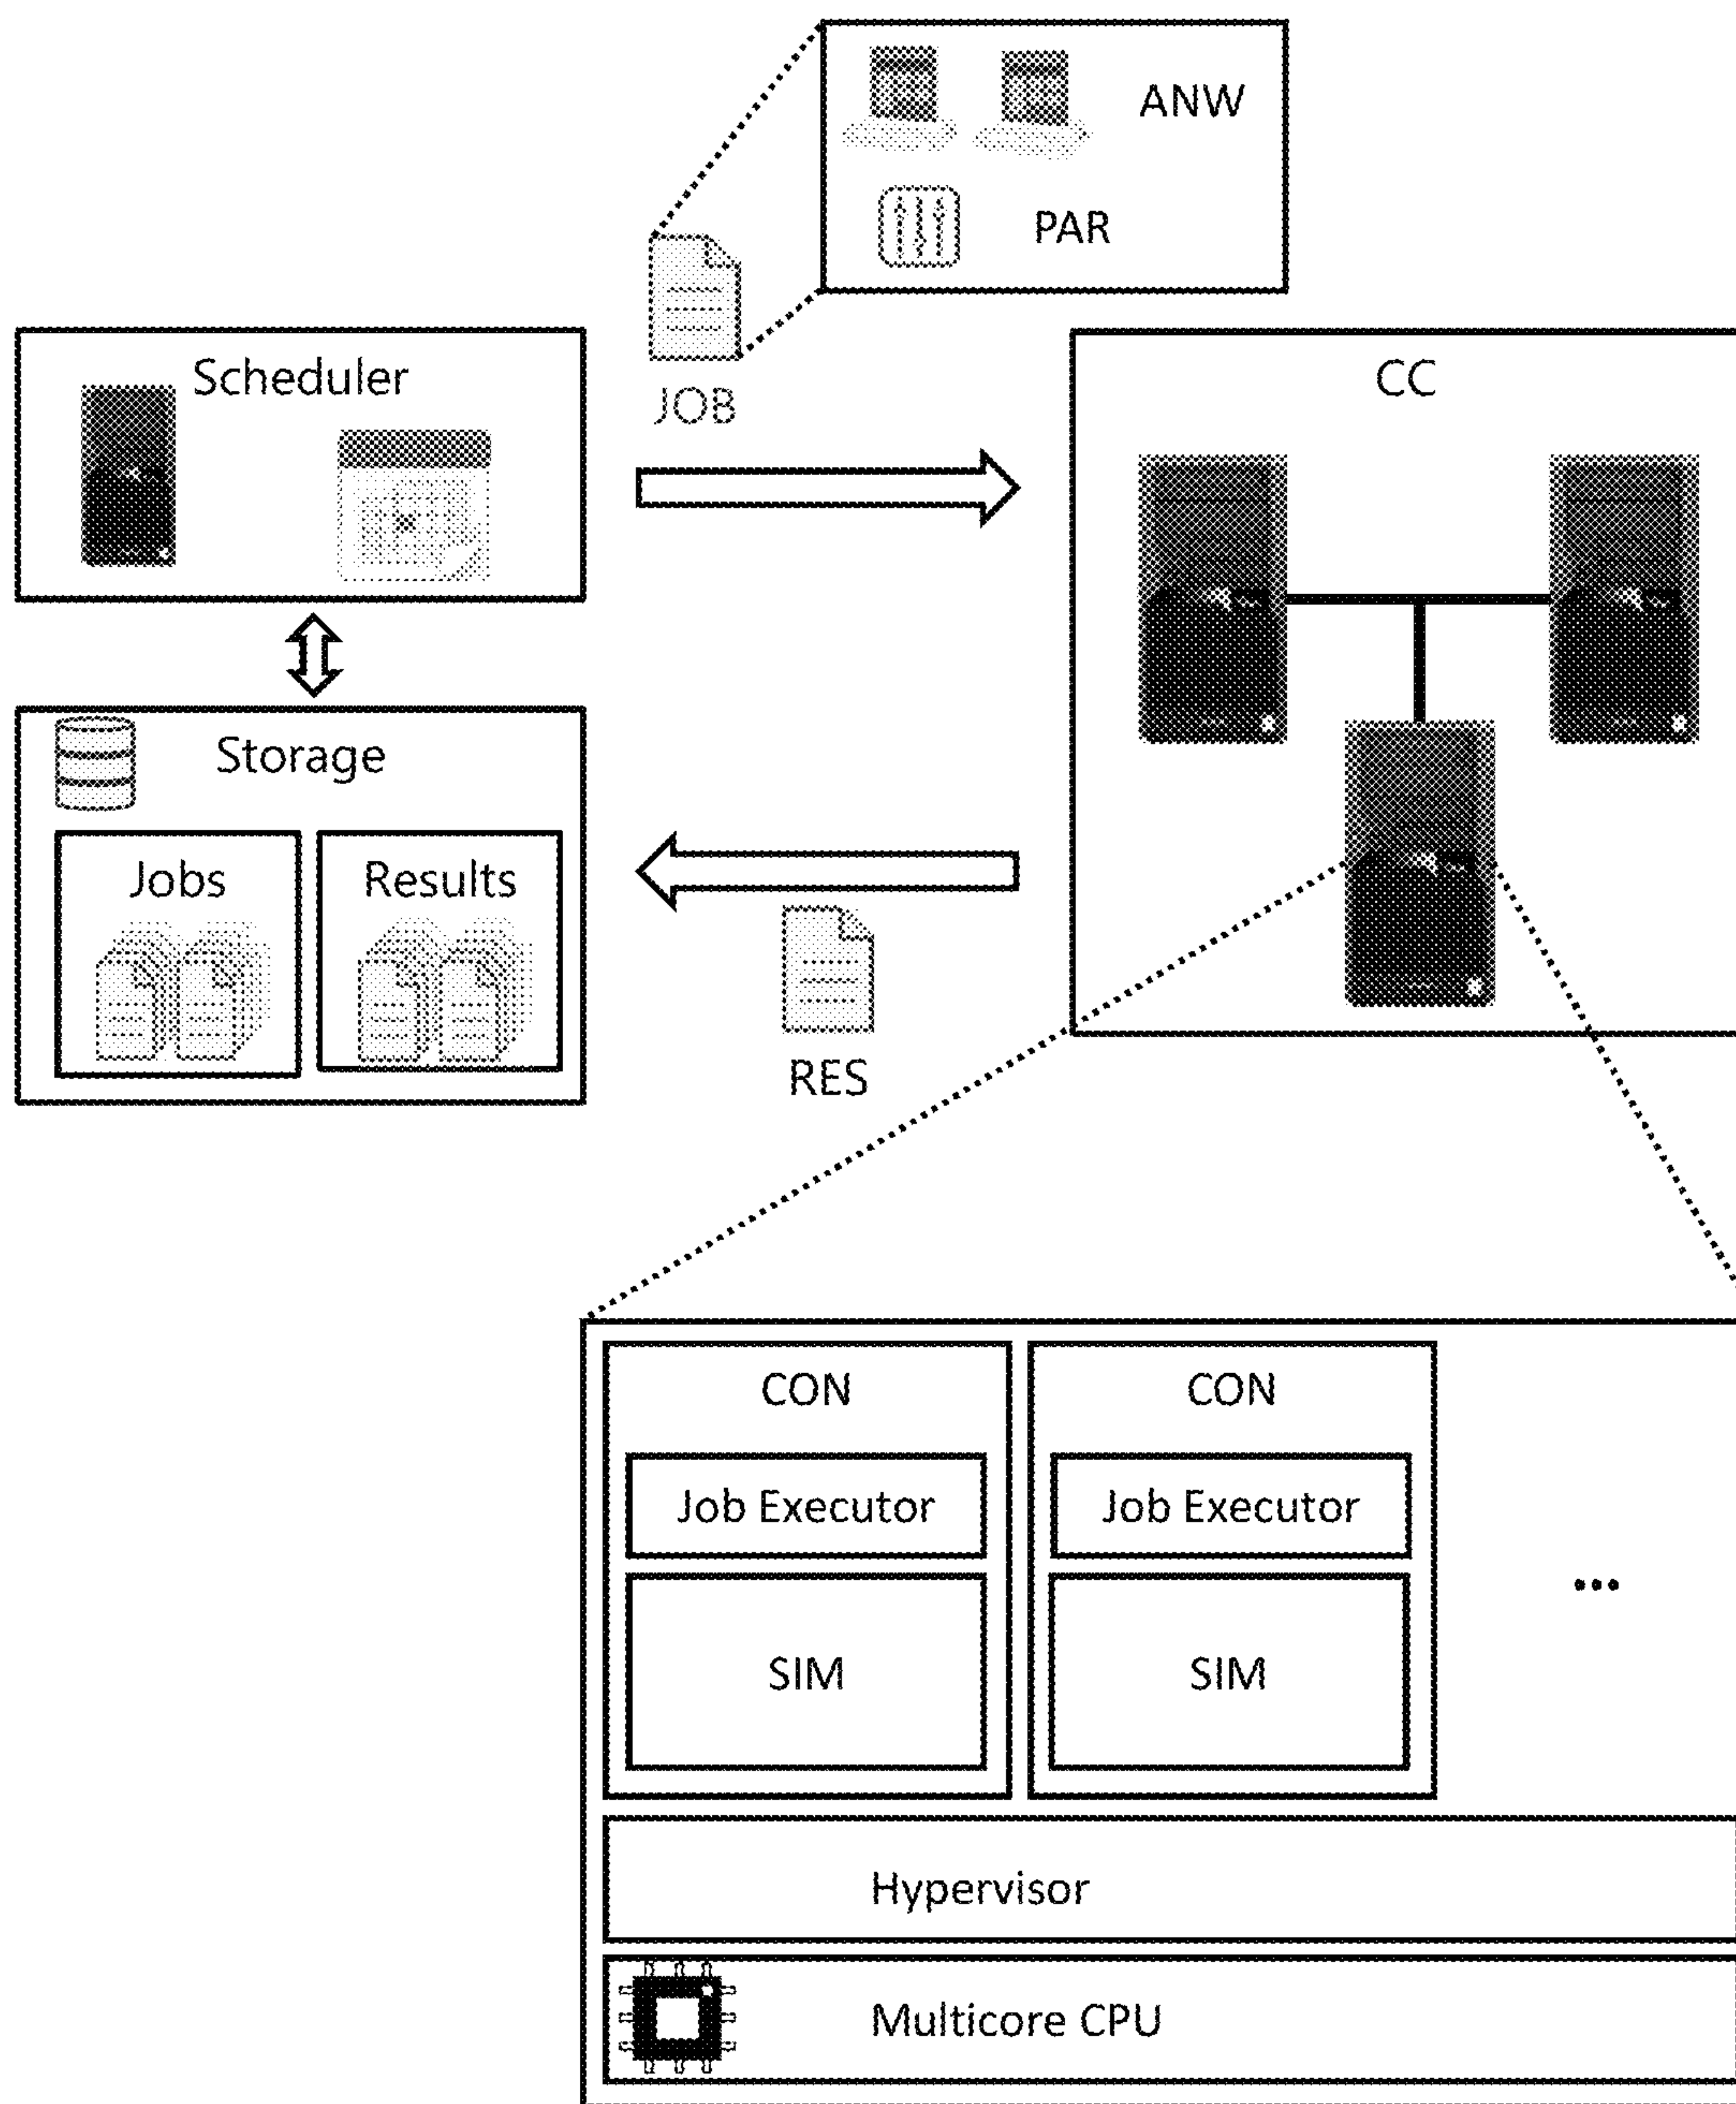 ANW
PAR
JOB
Scheduler
CC
Storage
Jobs
Results
RES
CON
CON
Job Executor
Job Executor
...
SIM
SIM
Hypervisor
Multicore CPU